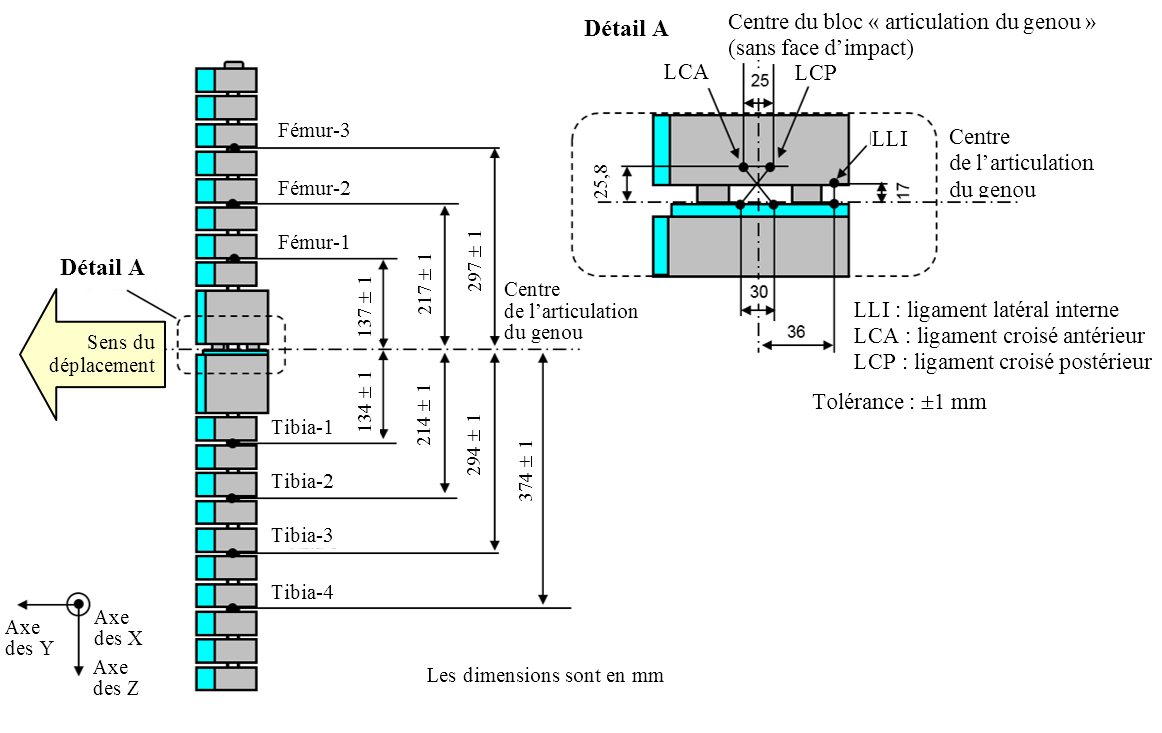 Détail A
Centre du bloc « articulation du genou »
(sans face d’impact)
LCA
25
LCP
LLI
Centre
de l’articulation
du genou
25,8
17
30
36
LLI : ligament latéral interne
LCA : ligament croisé antérieur
LCP : ligament croisé postérieur
Tolérance : ±1 mm
Fémur-3
Fémur-2
Fémur-1
Détail A
137 ± 1
217 ± 1
297 ± 1
Centre
de l’articulation
du genou
Sens du
déplacement
134 ± 1
214 ± 1
294 ± 1
374 ± 1
Tibia-1
Tibia-2
Tibia-3
Tibia-4
Axe
des Y
Axe
des X
Axe
des Z
Les dimensions sont en mm